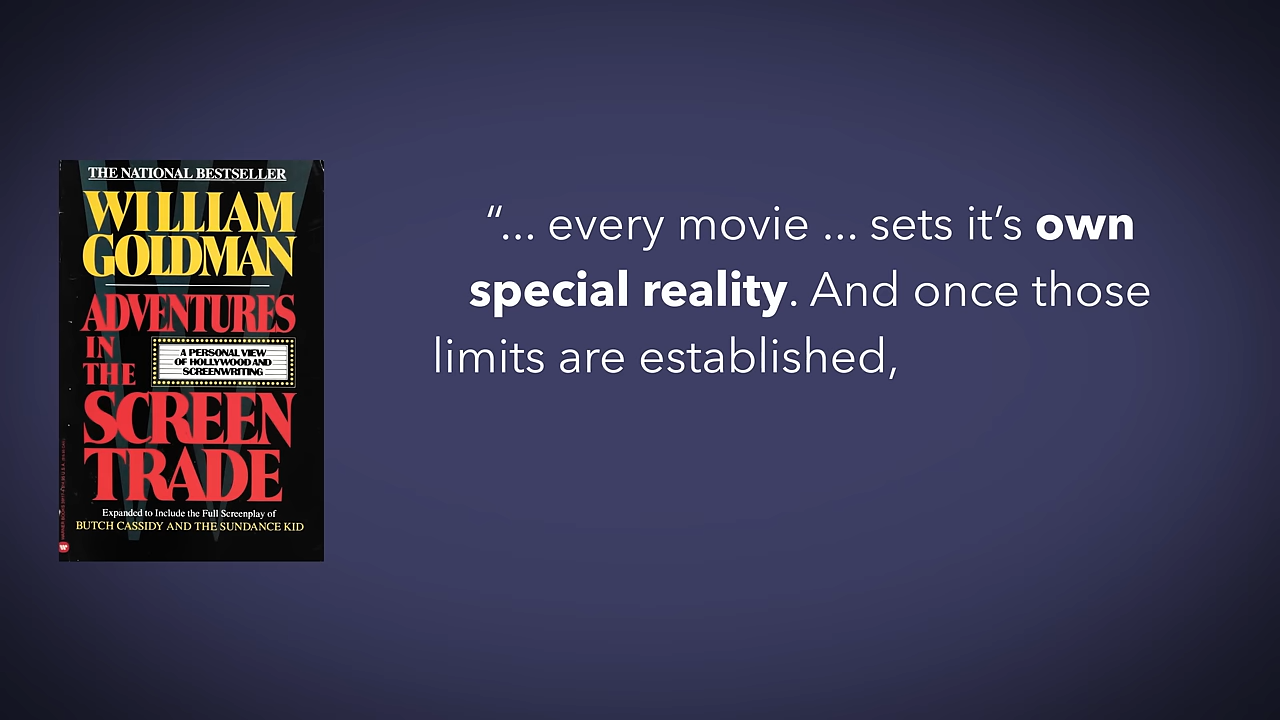 THE NATIONAL BESTSELLER
WILLIAM
GOLDMAN
ADVENTURES
IN
THE
A PERSONAL VIEW
OF HOLLYWOOD AND
SCREENWRITING
SCREEN
TRADE
Expanded to Include the Full Screenplay of
BUTCH CASSIDY AND THE SUNDANCE KID
“... every movie ... sets it’s own
special reality. And once those
limits are established,